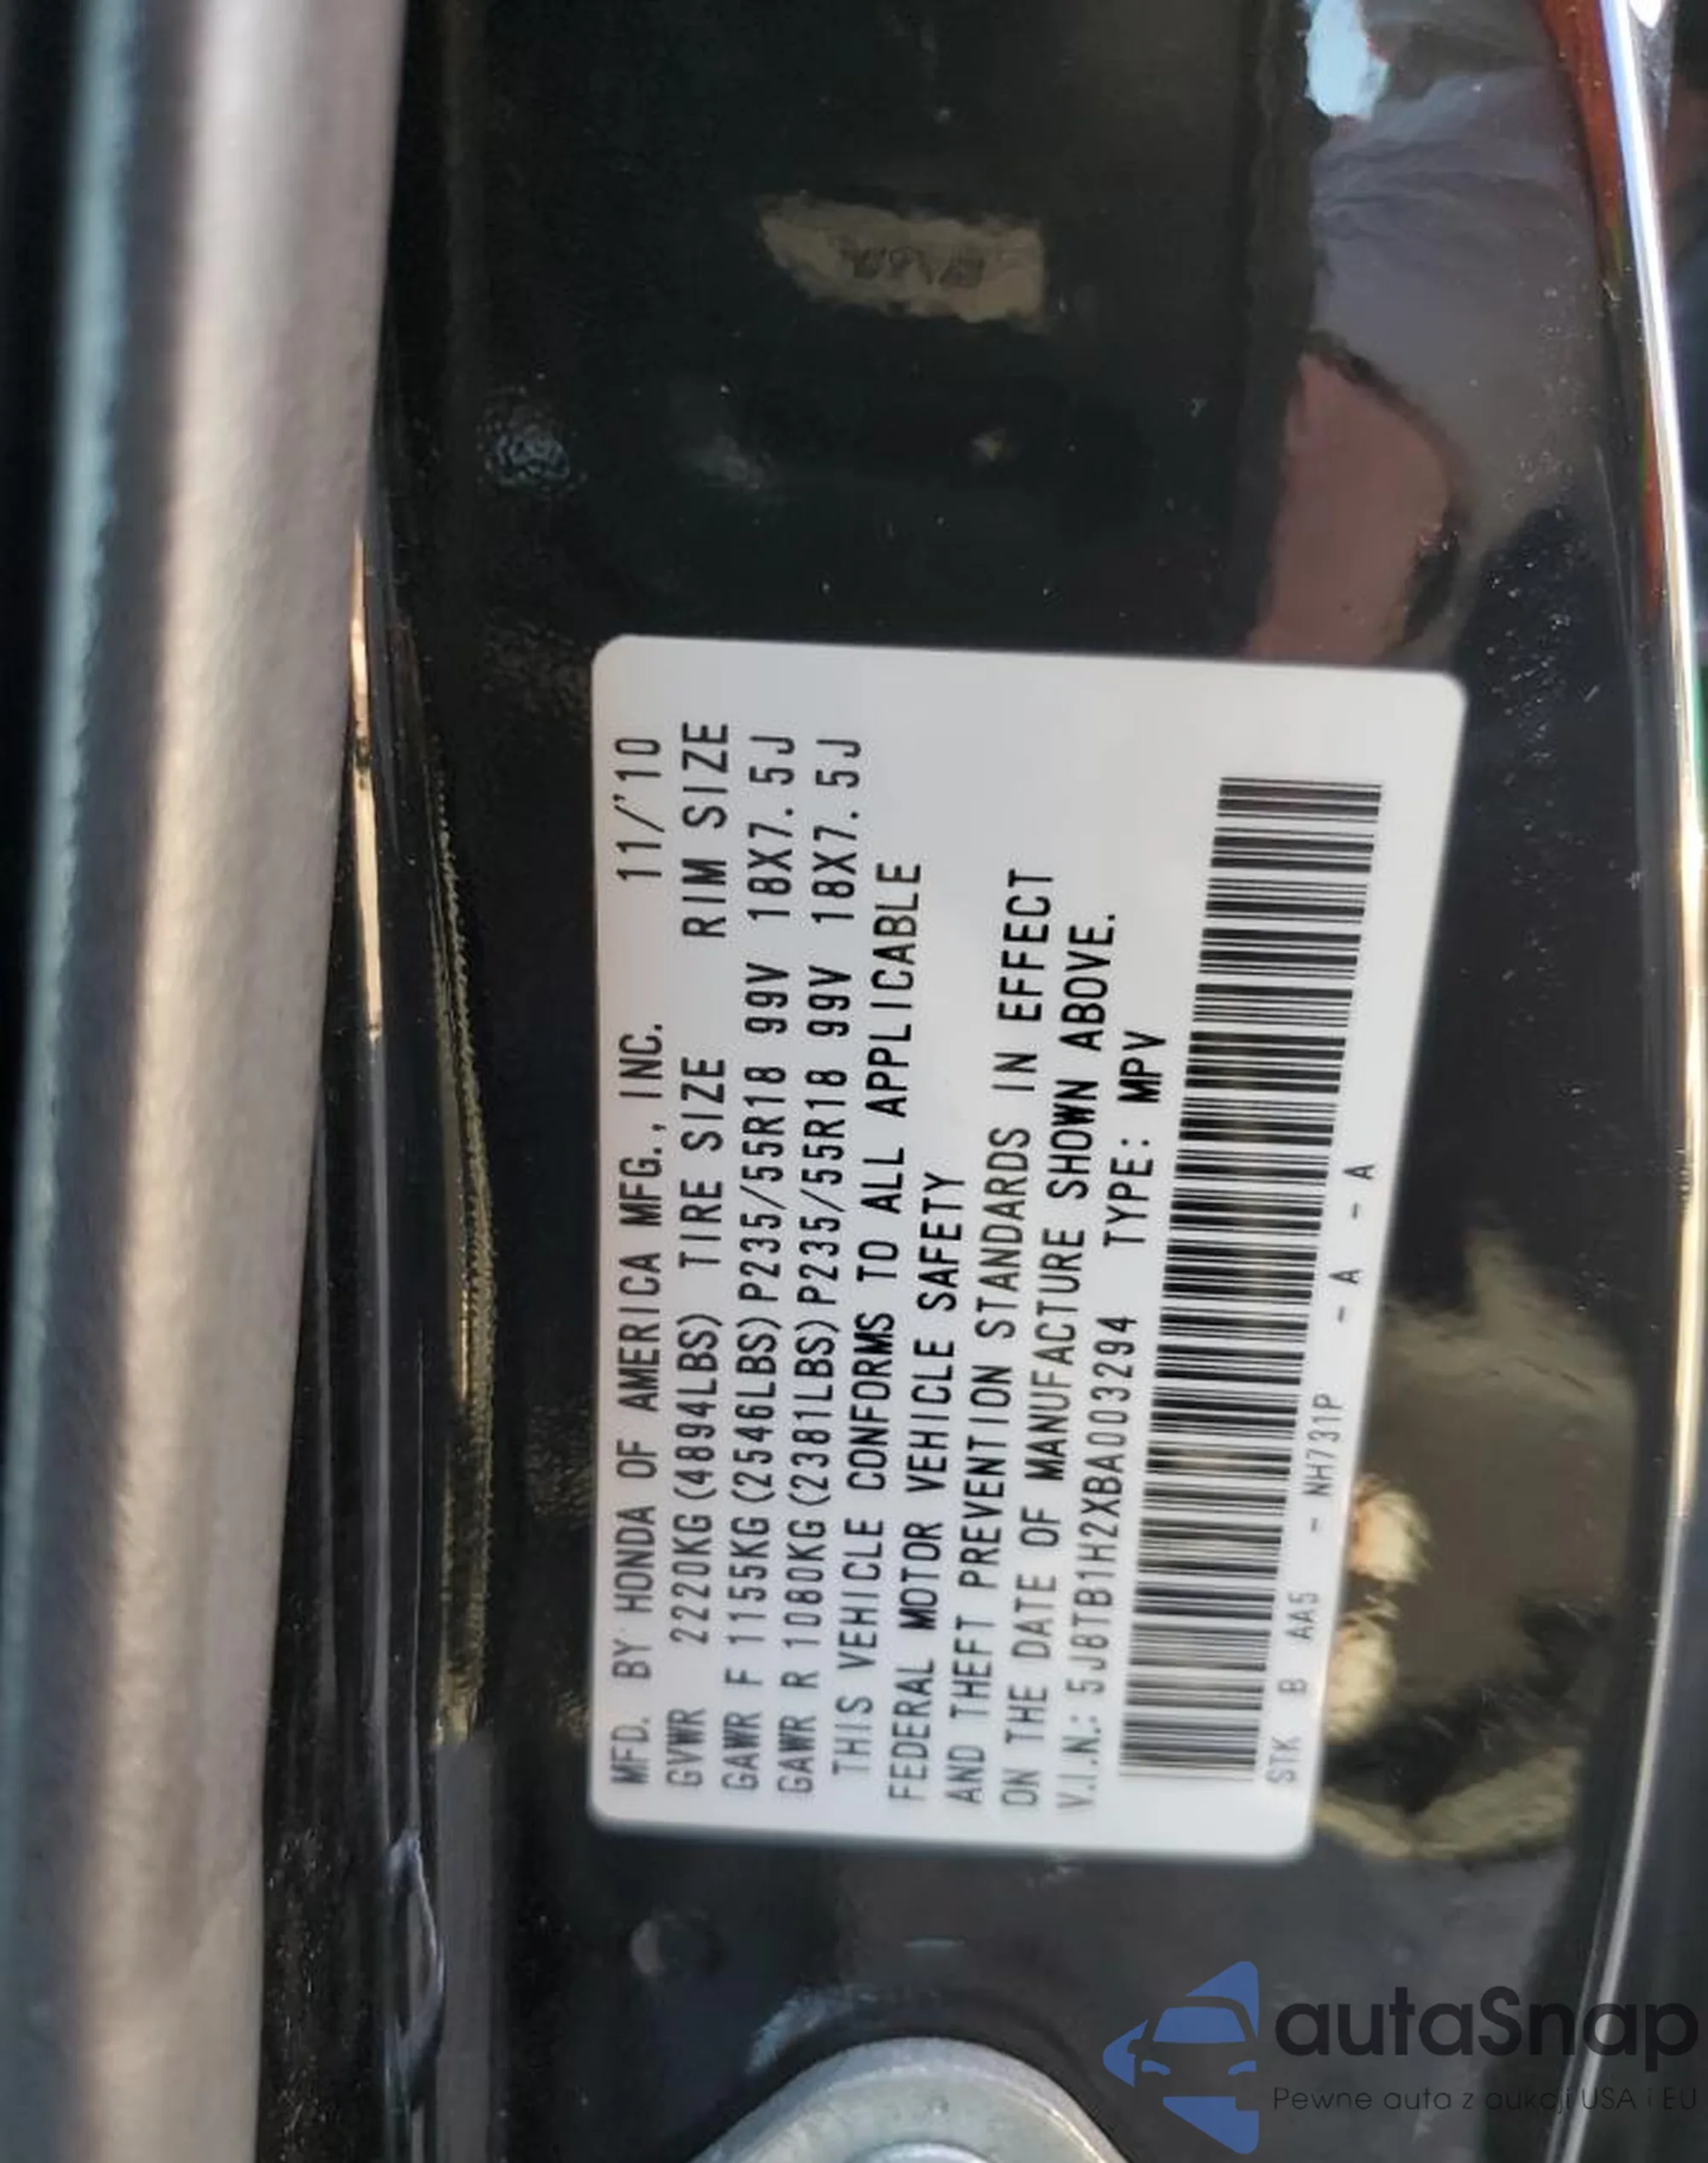 MFD. BY HONDA OF AMERICA MFG., INC. 11/'10
GVWR 2220KG(4894LBS) TIRE SIZE RIM SIZE
GAWR F 1155KG(2546LBS)P235/55R18 99V 18X7.5J
GAWR R 1080KG(2381LBS)P235/55R18 99V 18X7.5J
THIS VEHICLE CONFORMS TO ALL APPLICABLE
FEDERAL MOTOR VEHICLE SAFETY
AND THEFT PREVENTION STANDARDS IN EFFECT
ON THE DATE OF MANUFACTURE SHOWN ABOVE.
V.I.N.: 5J8TB1H2XBA003294 TYPE: MPV
STK B AA5 - NH731P - A - A
autaSnap
Pewne auta z aukcji USA i EU